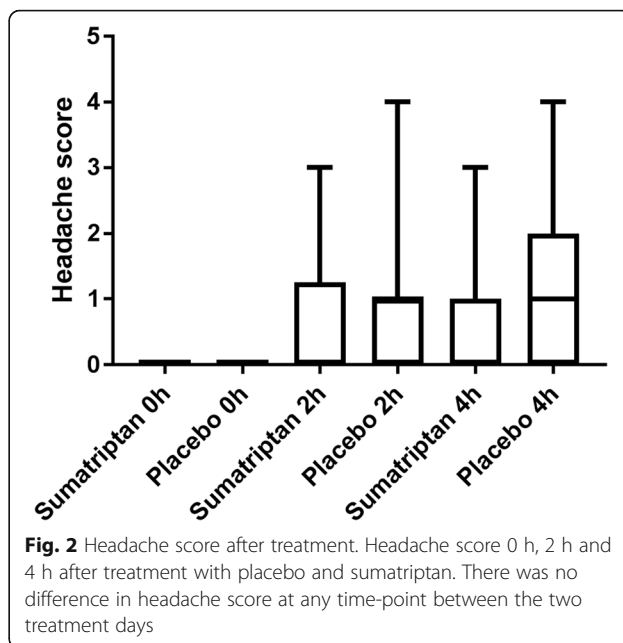 5
4
3
2
1
0
Headache score
Sumatriptan 0h
Placebo 0h
Sumatriptan 2h
Placebo 2h
Sumatriptan 4h
Placebo 4h
Fig. 2 Headache score after treatment. Headache score 0 h, 2 h and
4 h after treatment with placebo and sumatriptan. There was no
difference in headache score at any time-point between the two
treatment days